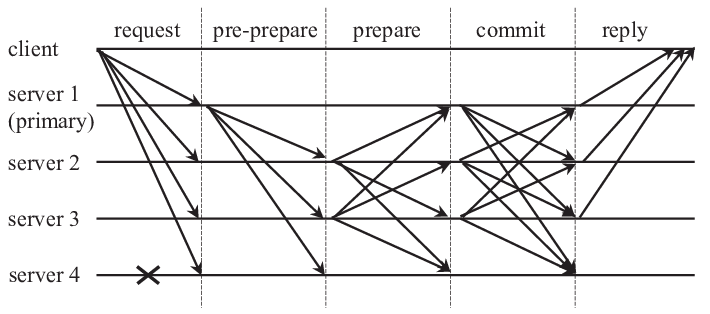 request pre-prepare prepare commit reply
client
server 1
(primary)
server 2
server 3
server 4